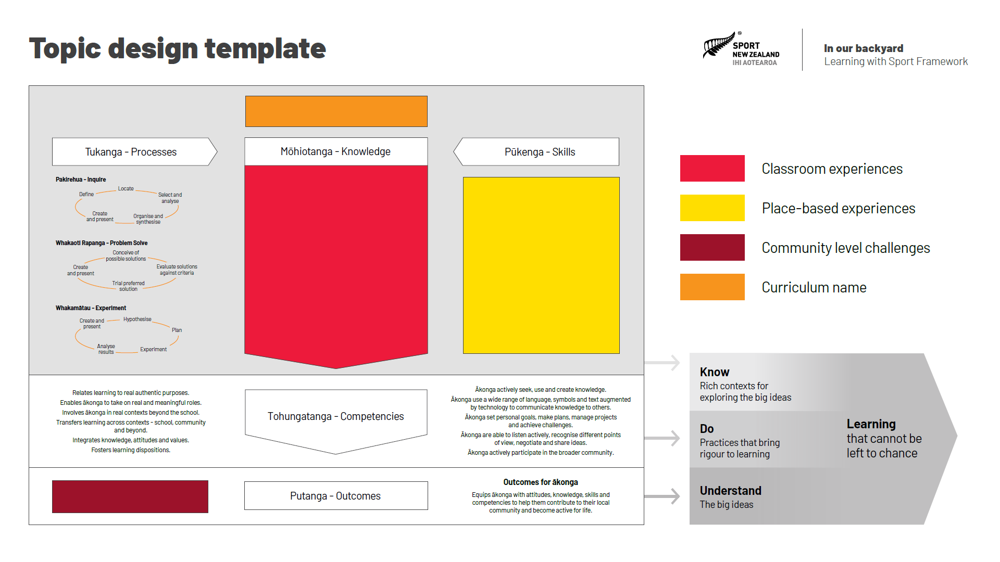 Topic design template
SPORT
NEW ZEALAND
IHI AOTEAROA
In our backyard
Learning with Sport Framework
Tukanga - Processes
Mōhiotanga - Knowledge
Pūkenga - Skills
Pakirehua - Inquire
Locate
Define
Select and
analyse
Create
and present
Organise and
synthesise
Whakaoti Rapanga - Problem Solve
Conceive of
possible solutions
Create
and present
Evaluate solutions
against criteria
Trial preferred
solution
Whakamātau - Experiment
Create and
present
Hypothesise
Plan
Analyse
results
Experiment
Classroom experiences
Place-based experiences
Community level challenges
Curriculum name
Relates learning to real authentic purposes.
Enables ākonga to take on real and meaningful roles.
Involves ākonga in real contexts beyond the school.
Transfers learning across contexts - school, community
and beyond.
Integrates knowledge, attitudes and values.
Fosters learning dispositions.
Tohungatanga - Competencies
Ākonga actively seek, use and create knowledge.
Ākonga use a wide range of language, symbols and text augmented
by technology to communicate knowledge to others.
Ākonga set personal goals, make plans, manage projects
and achieve challenges.
Ākonga are able to listen actively, recognise different points
of view, negotiate and share ideas.
Ākonga actively participate in the broader community.
Putanga - Outcomes
Outcomes for ākonga
Equips ākonga with attitudes, knowledge, skills and
competencies to help them contribute to their local
community and become active for life.
Know
Rich contexts for
exploring the big ideas
Do
Practices that bring
rigour to learning
Understand
The big ideas
Learning
that cannot be
left to chance